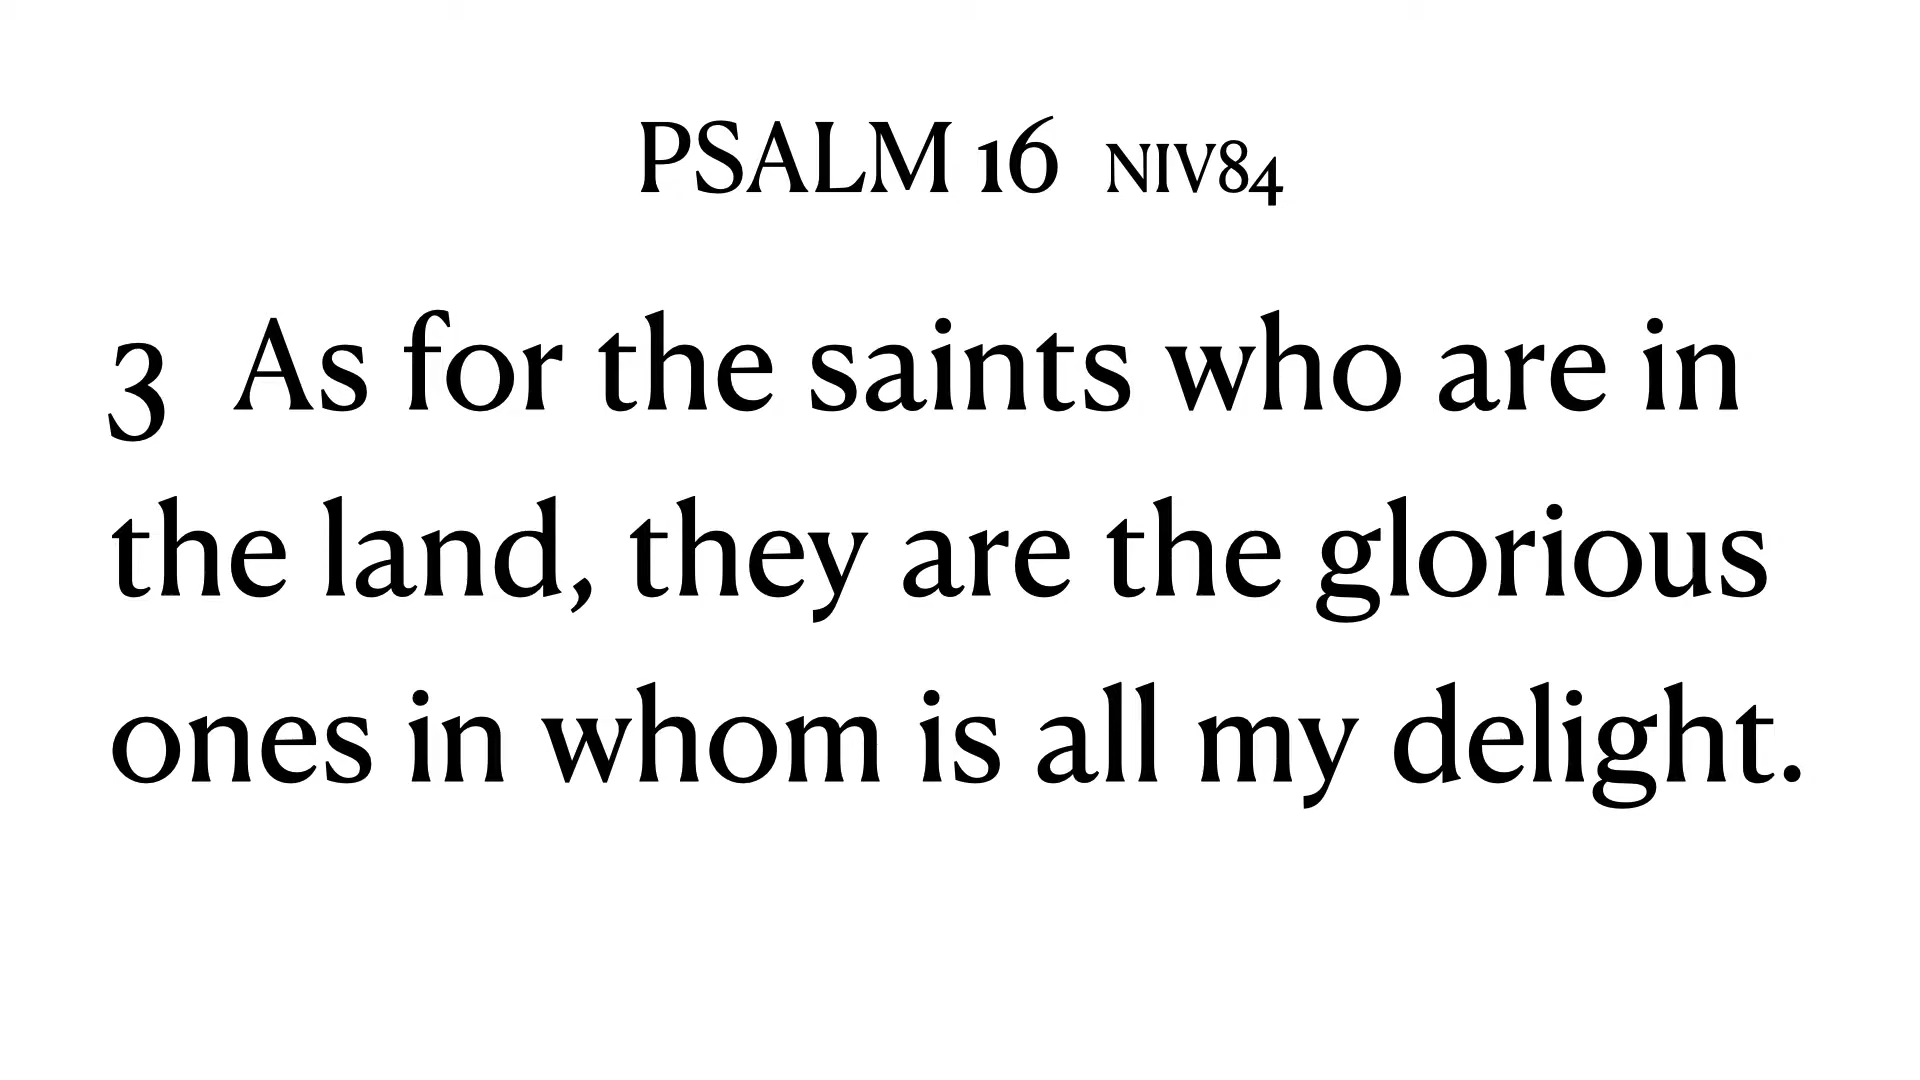 PSALM 16 NIV84
3 As for the saints who are in
the land, they are the glorious
ones in whom is all my delight.